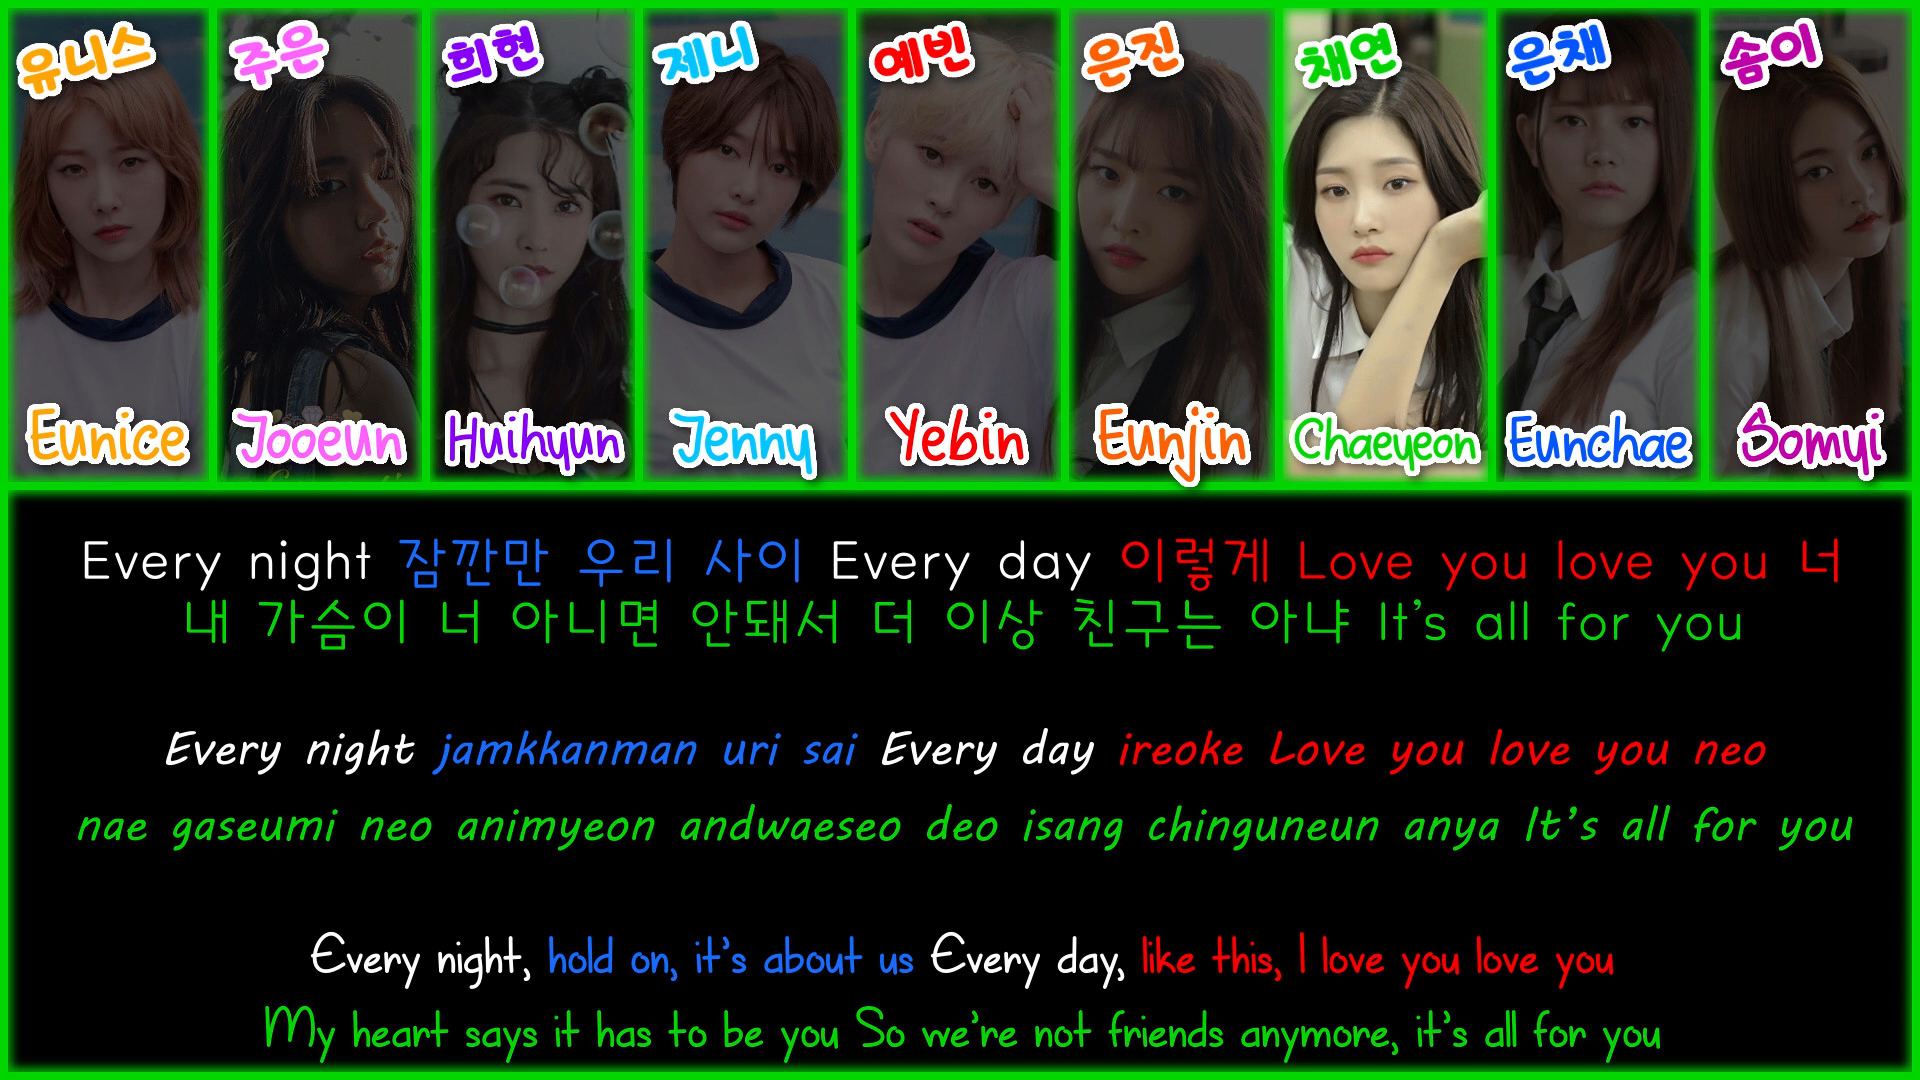 유니스 주은 희현 제니 예빈 은진 채연 은채 솜이
Eunice Jooeun Huihyun Jenny Yebin Eunjin Chaeyeon Eunchae Somyi
Every night 잠깐만 우리 사이 Every day 이렇게 Love you love you 너
내 가슴이 너 아니면 안돼서 더 이상 친구는 아냐 It's all for you
Every night jamkkanman uri sai Every day ireoke Love you love you neo
nae gaseumi neo animyeon andwaeseo deo isang chinguneun anya It's all for you
Every night, hold on, it's about us Every day, like this, I love you love you
My heart says it has to be you So we're not friends anymore, it's all for you